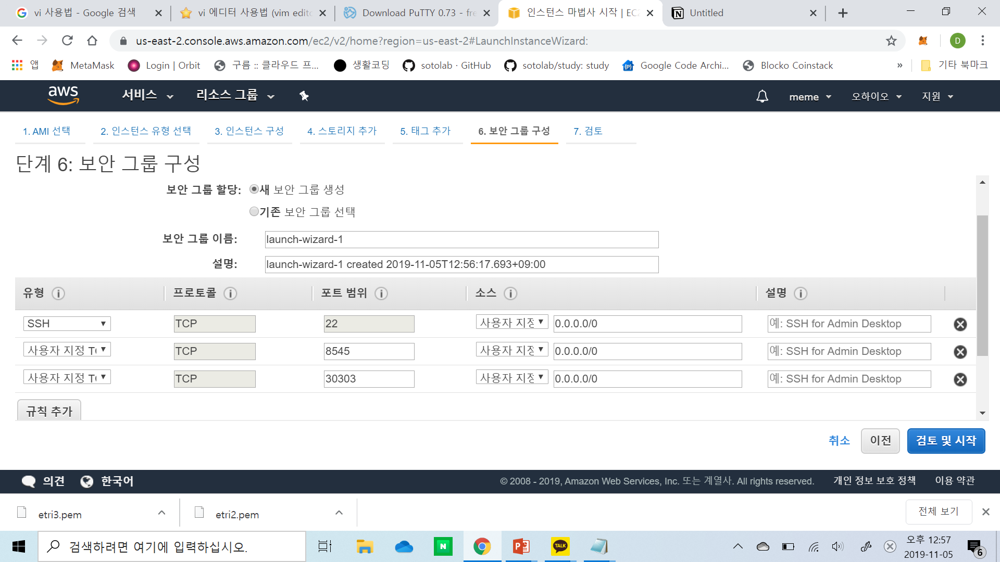 vi 사용법 - Google 검색
vi 에디터 사용법 (vim edito
Download PuTTY 0.73 - fre
인스턴스 마법사 시작 | EC2
Untitled
us-east-2.console.aws.amazon.com/ec2/v2/home?region=us-east-2#LaunchInstanceWizard:
D
앱
MetaMask
Login | Orbit
구름 :: 클라우드 프...
생활코딩
sotolab · GitHub
sotolab/study: study
Google Code Archi...
Blocko Coinstack
»
기타 북마크
aws
서비스
리소스 그룹
meme
오하이오
지원
1. AMI 선택
2. 인스턴스 유형 선택
3. 인스턴스 구성
4. 스토리지 추가
5. 태그 추가
6. 보안 그룹 구성
7. 검토
단계 6: 보안 그룹 구성
보안 그룹 할당: 새 보안 그룹 생성
기존 보안 그룹 선택
보안 그룹 이름: launch-wizard-1
설명: launch-wizard-1 created 2019-11-05T12:56:17.693+09:00
유형 프로토콜 포트 범위 소스 설명
SSH TCP 22 사용자 지정 0.0.0.0/0 예: SSH for Admin Desktop
사용자 지정 TC TCP 8545 사용자 지정 0.0.0.0/0 예: SSH for Admin Desktop
사용자 지정 TC TCP 30303 사용자 지정 0.0.0.0/0 예: SSH for Admin Desktop
규칙 추가
취소
이전
검토 및 시작
의견
한국어
© 2008 - 2019, Amazon Web Services, Inc. 또는 계열사. All rights reserved.
개인 정보 보호 정책
이용 약관
etri3.pem
etri2.pem
전체 보기
검색하려면 여기에 입력하십시오.
N
P
TALK
오후 12:57
2019-11-05
6